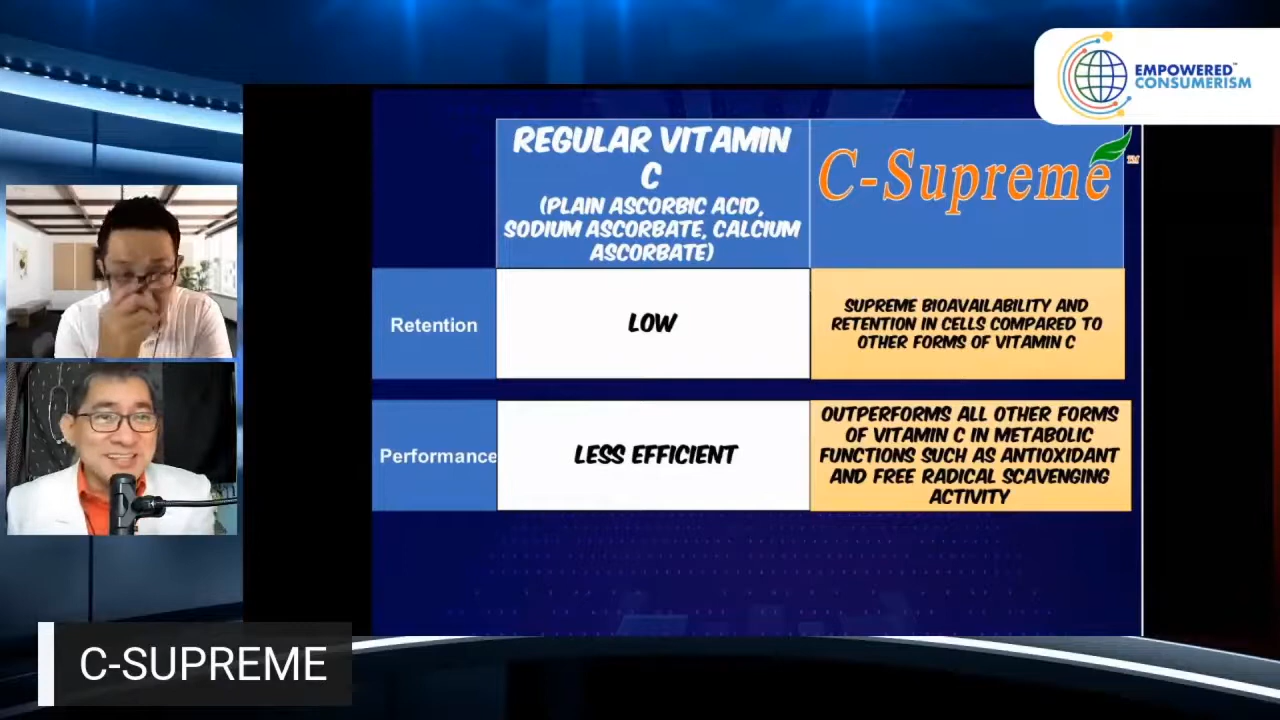 EMPOWERED™
CONSUMERISM
REGULAR VITAMIN
C
(PLAIN ASCORBIC ACID,
SODIUM ASCORBATE, CALCIUM
ASCORBATE)
C-Supreme™
Retention
LOW
SUPREME BIOAVAILABILITY AND
RETENTION IN CELLS COMPARED TO
OTHER FORMS OF VITAMIN C
Performance
LESS EFFICIENT
OUTPERFORMS ALL OTHER FORMS
OF VITAMIN C IN METABOLIC
FUNCTIONS SUCH AS ANTIOXIDANT
AND FREE RADICAL SCAVENGING
ACTIVITY
C-SUPREME